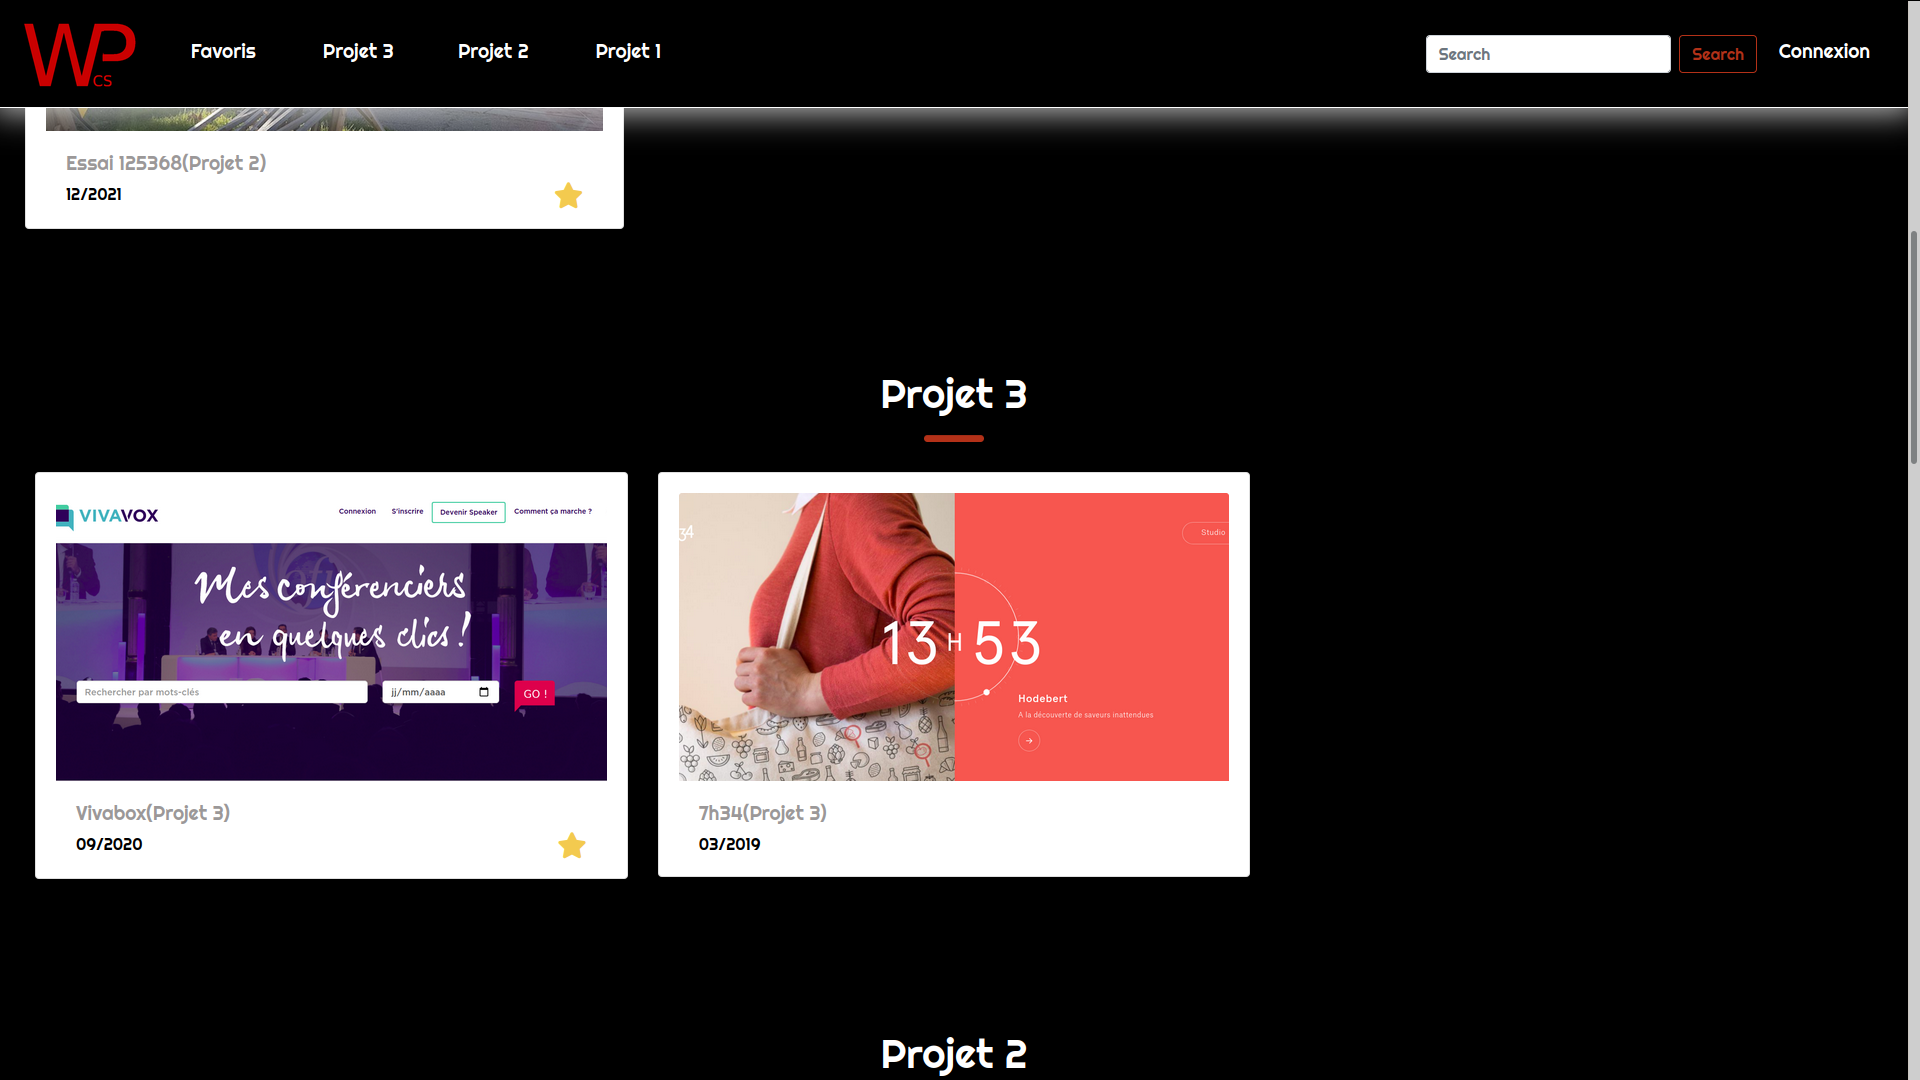 WP
CS
Favoris
Projet 3
Projet 2
Projet 1
Search
Search
Connexion
Essai 125368(Projet 2)
12/2021
Projet 3
VIVAVOX
Connexion
S'inscrire
Devenir Speaker
Comment ça marche ?
Mes conférenciers
en quelques clics !
Rechercher par mots-clés
jj/mm/aaaa
GO !
Vivabox(Projet 3)
09/2020
34
Studio
13 H 53
Hodebert
A la découverte de saveurs inattendues
7h34(Projet 3)
03/2019
Projet 2